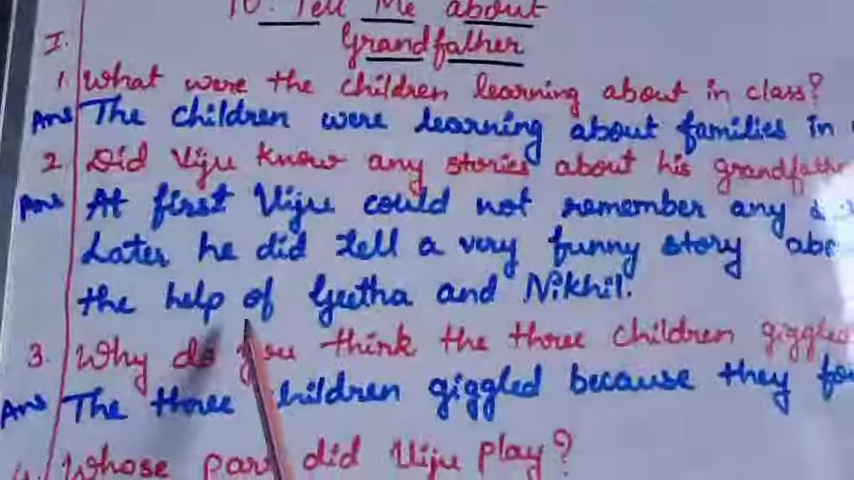 10. Tell Me about
I. Grandfather
1. What were the children learning about in class?
Ans The children were learning about families in
2. Did Viju know any stories about his grandfathe
Ans At first Viju could not remember any
Later he did tell a very funny story abo
the help of Geetha and Nikhil.
3. Why do you think the three children giggled
Ans The three children giggled because they fo
4. Whose part did Viju play?